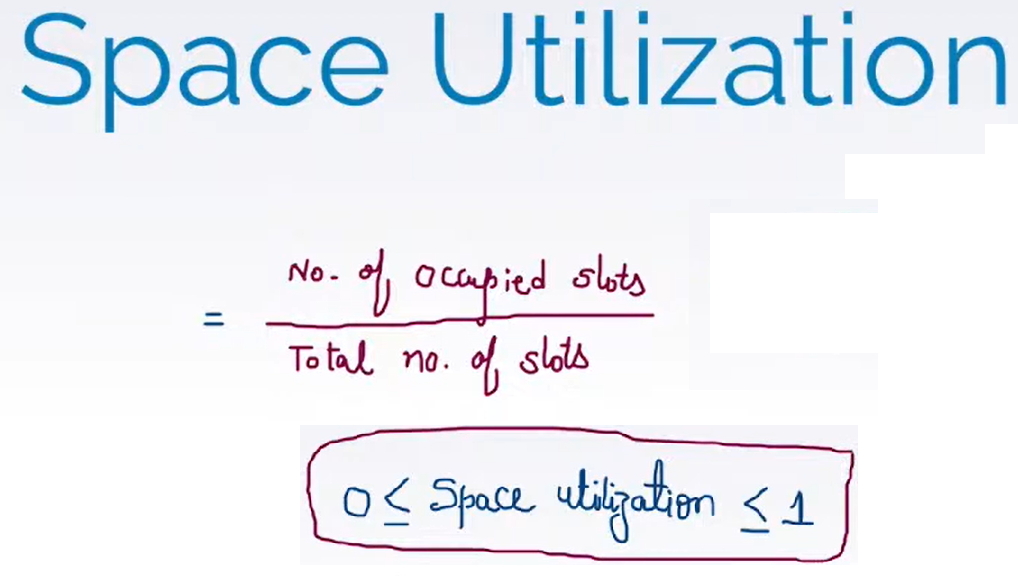 Space Utilization
No. of occupied slots
=
Total no. of slots
0 ≤ Space utilization ≤ 1